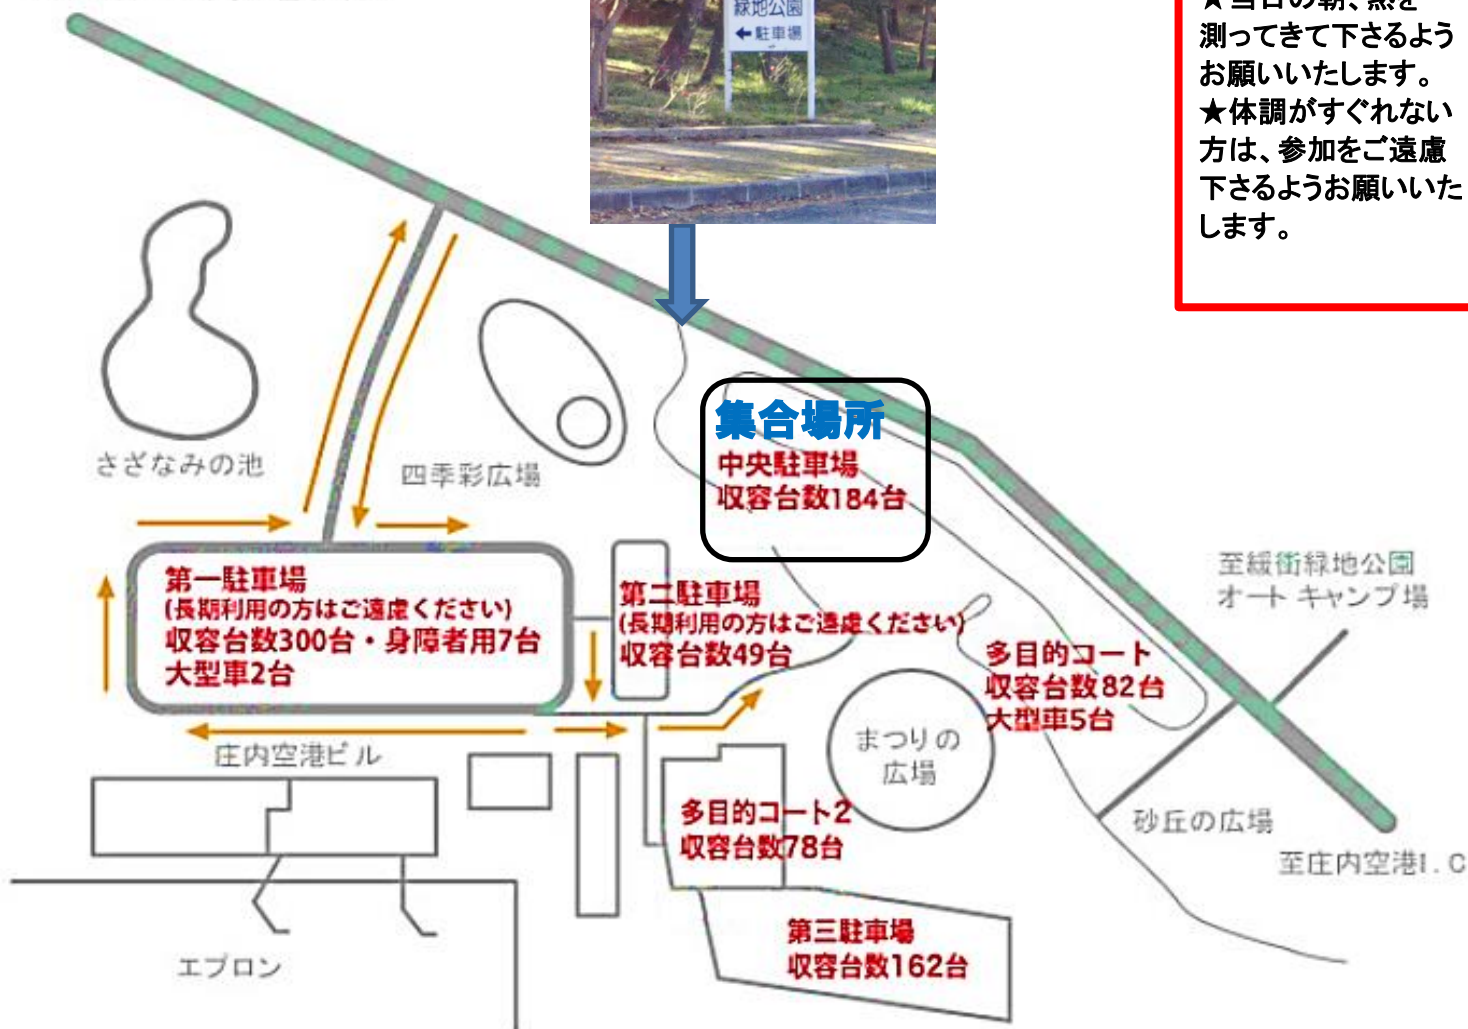 緑地公園
←駐車場
★当日の朝、熱を
測ってきて下さるよう
お願いいたします。
★体調がすぐれない
方は、参加をご遠慮
下さるようお願いいた
します。
さざなみの池
四季彩広場
集合場所
中央駐車場
収容台数184台
至緩衝緑地公園
オートキャンプ場
第一駐車場
(長期利用の方はご遠慮ください)
収容台数300台・身障者用7台
大型車2台
第二駐車場
(長期利用の方はご遠慮ください)
収容台数49台
多目的コート
収容台数82台
大型車5台
まつりの
広場
庄内空港ビル
多目的コート2
収容台数78台
砂丘の広場
至庄内空港I.C
第三駐車場
収容台数162台
エプロン